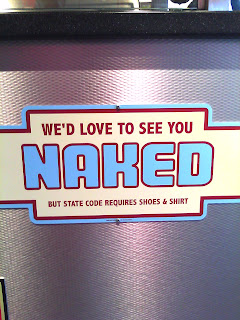 WE'D LOVE TO SEE YOU
NAKED
BUT STATE CODE REQUIRES SHOES & SHIRT